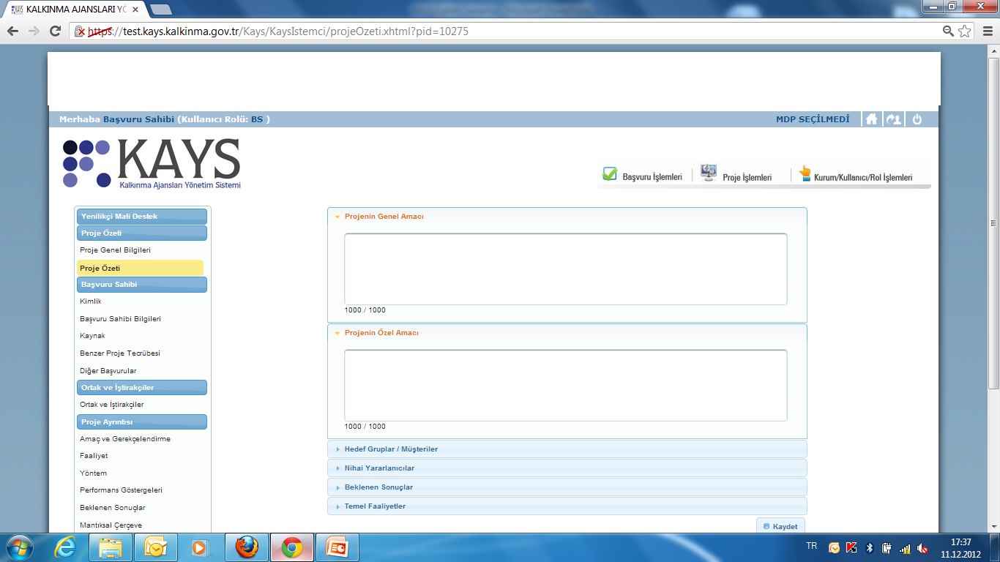 KALKINMA AJANSLARI YÖ
https://test.kays.kalkinma.gov.tr/Kays/KaysIstemci/projeOzeti.xhtml?pid=10275
Merhaba Başvuru Sahibi (Kullanıcı Rolü: BS )
MDP SEÇİLMEDİ
KAYS
Kalkınma Ajansları Yönetim Sistemi
Başvuru İşlemleri
Proje İşlemleri
Kurum/Kullanıcı/Rol İşlemleri
Yenilikçi Mali Destek
Proje Özeti
Proje Genel Bilgileri
Proje Özeti
Başvuru Sahibi
Kimlik
Başvuru Sahibi Bilgileri
Kaynak
Benzer Proje Tecrübesi
Diğer Başvurular
Ortak ve İştirakçiler
Ortak ve İştirakçiler
Proje Ayrıntısı
Amaç ve Gerekçelendirme
Faaliyet
Yöntem
Performans Göstergeleri
Beklenen Sonuçlar
Mantıksal Çerçeve
Projenin Genel Amacı
1000 / 1000
Projenin Özel Amacı
1000 / 1000
Hedef Gruplar / Müşteriler
Nihai Yararlanıcılar
Beklenen Sonuçlar
Temel Faaliyetler
Kaydet
TR
17:37
11.12.2012